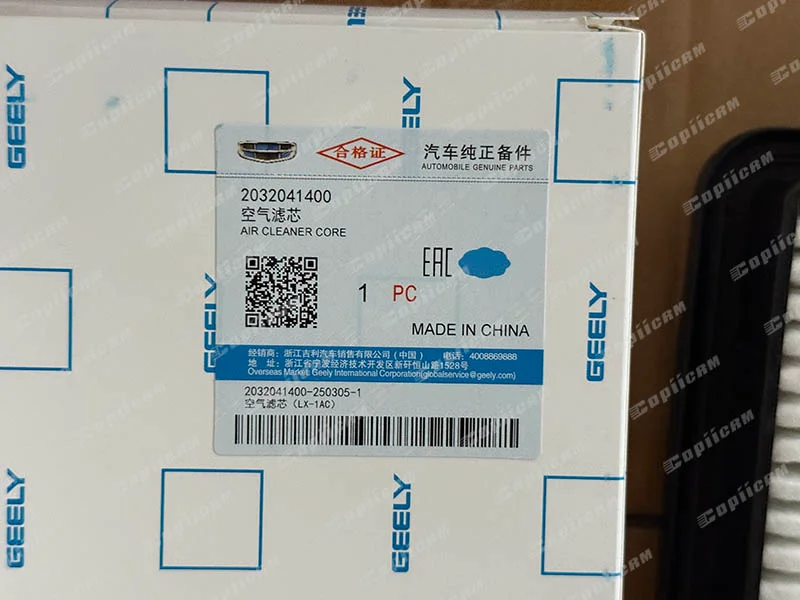 GEELY
GEELY
合格证
汽车纯正备件
AUTOMOBILE GENUINE PARTS
2032041400
空气滤芯
AIR CLEANER CORE
EAC
1 PC
MADE IN CHINA
经销商：浙江吉利汽车销售有限公司（中国） 电话：4008869888
地 址：浙江省宁波经济技术开发区新矸恒山路1528号
Overseas Market: Geely International Corporation(globalservice@geely.com)
2032041400-250305-1
空气滤芯（LX-1AC）
GEELY
GEELY
GEELY
GEELY
CopiiCRM